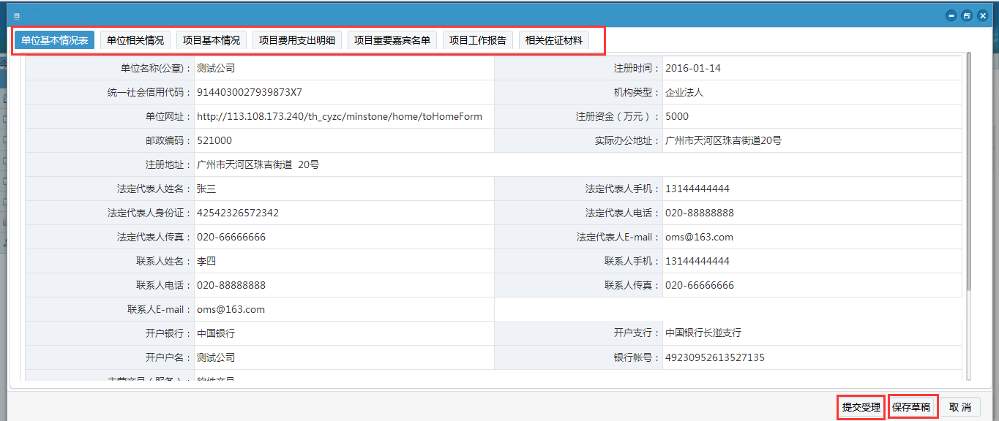 单位基本情况表 单位相关情况 项目基本情况 项目费用支出明细 项目重要嘉宾名单 项目工作报告 相关佐证材料
单位名称(公章)： 测试公司 注册时间： 2016-01-14
统一社会信用代码： 9144030027939873X7 机构类型： 企业法人
单位网址： http://113.108.173.240/th_cyzc/minstone/home/toHomeForm 注册资金（万元）： 5000
邮政编码： 521000 实际办公地址： 广州市天河区珠吉街道20号
注册地址： 广州市天河区珠吉街道 20号
法定代表人姓名： 张三 法定代表人手机： 13144444444
法定代表人身份证： 42542326572342 法定代表人电话： 020-88888888
法定代表人传真： 020-66666666 法定代表人E-mail： oms@163.com
联系人姓名： 李四 联系人手机： 13144444444
联系人电话： 020-88888888 联系人传真： 020-66666666
联系人E-mail： oms@163.com
开户银行： 中国银行 开户支行： 中国银行长湴支行
开户户名： 测试公司 银行帐号： 49230952613527135
提交受理 保存草稿 取 消